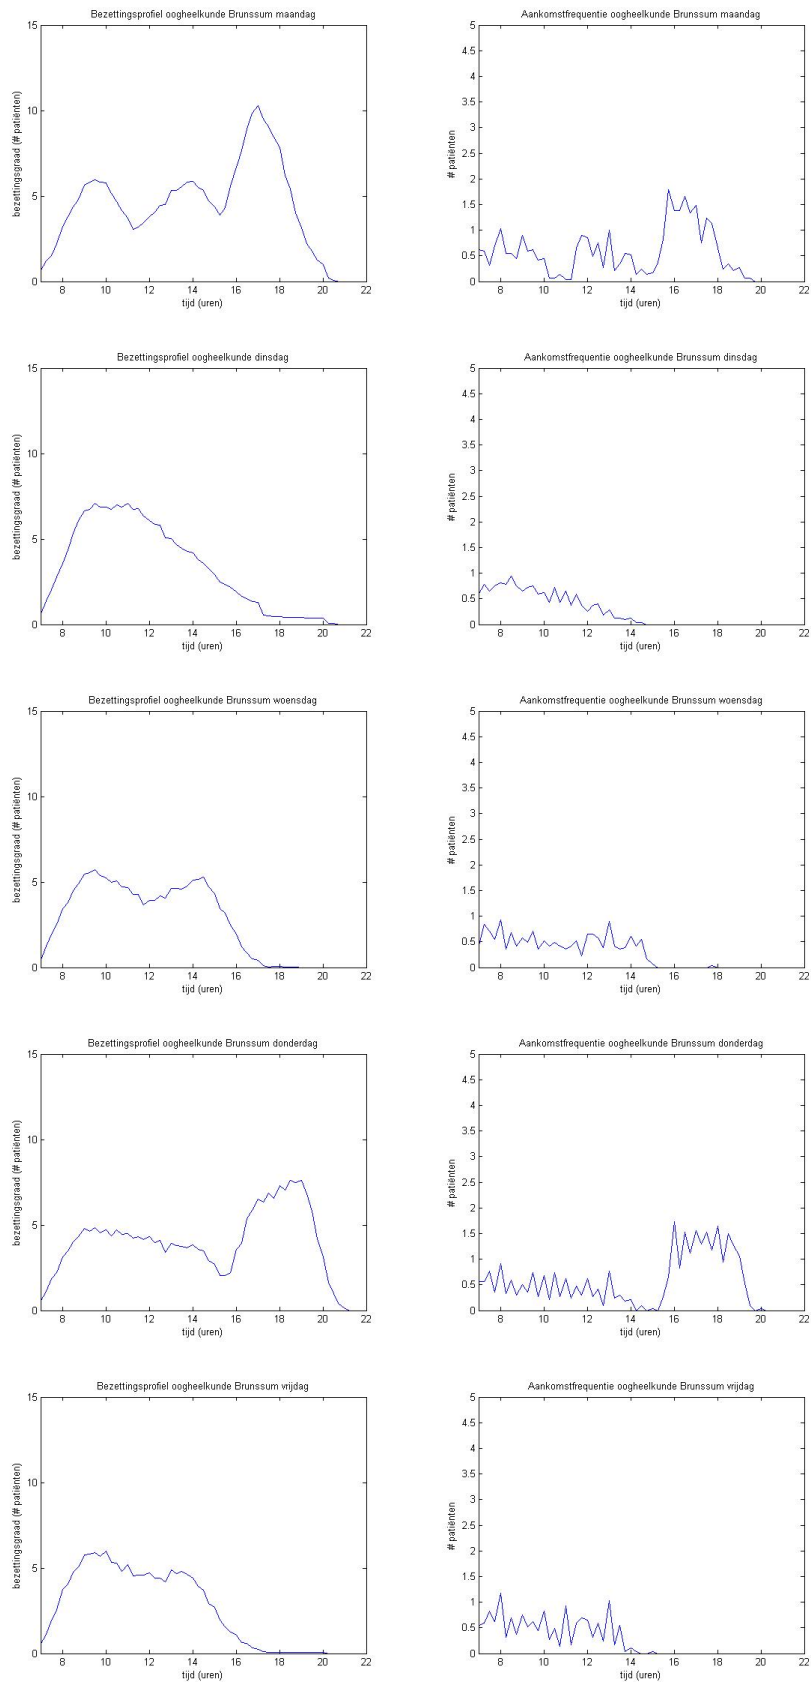 Bezettingsprofiel oogheelkunde Brunssum maandag
15
10
5
0
bezettingsgraad (# patiënten)
8 10 12 14 16 18 20 22
tijd (uren)
Aankomstfrequentie oogheelkunde Brunssum maandag
5
4.5
4
3.5
3
2.5
2
1.5
1
0.5
0
# patiënten
8 10 12 14 16 18 20 22
tijd (uren)
Bezettingsprofiel oogheelkunde dinsdag
15
10
5
0
bezettingsgraad (# patiënten)
8 10 12 14 16 18 20 22
tijd (uren)
Aankomstfrequentie oogheelkunde Brunssum dinsdag
5
4.5
4
3.5
3
2.5
2
1.5
1
0.5
0
# patiënten
8 10 12 14 16 18 20 22
tijd (uren)
Bezettingsprofiel oogheelkunde Brunssum woensdag
15
10
5
0
bezettingsgraad (# patiënten)
8 10 12 14 16 18 20 22
tijd (uren)
Aankomstfrequentie oogheelkunde Brunssum woensdag
5
4.5
4
3.5
3
2.5
2
1.5
1
0.5
0
# patiënten
8 10 12 14 16 18 20 22
tijd (uren)
Bezettingsprofiel oogheelkunde Brunssum donderdag
15
10
5
0
bezettingsgraad (# patiënten)
8 10 12 14 16 18 20 22
tijd (uren)
Aankomstfrequentie oogheelkunde Brunssum donderdag
5
4.5
4
3.5
3
2.5
2
1.5
1
0.5
0
# patiënten
8 10 12 14 16 18 20 22
tijd (uren)
Bezettingsprofiel oogheelkunde Brunssum vrijdag
15
10
5
0
bezettingsgraad (# patiënten)
8 10 12 14 16 18 20 22
tijd (uren)
Aankomstfrequentie oogheelkunde Brunssum vrijdag
5
4.5
4
3.5
3
2.5
2
1.5
1
0.5
0
# patiënten
8 10 12 14 16 18 20 22
tijd (uren)